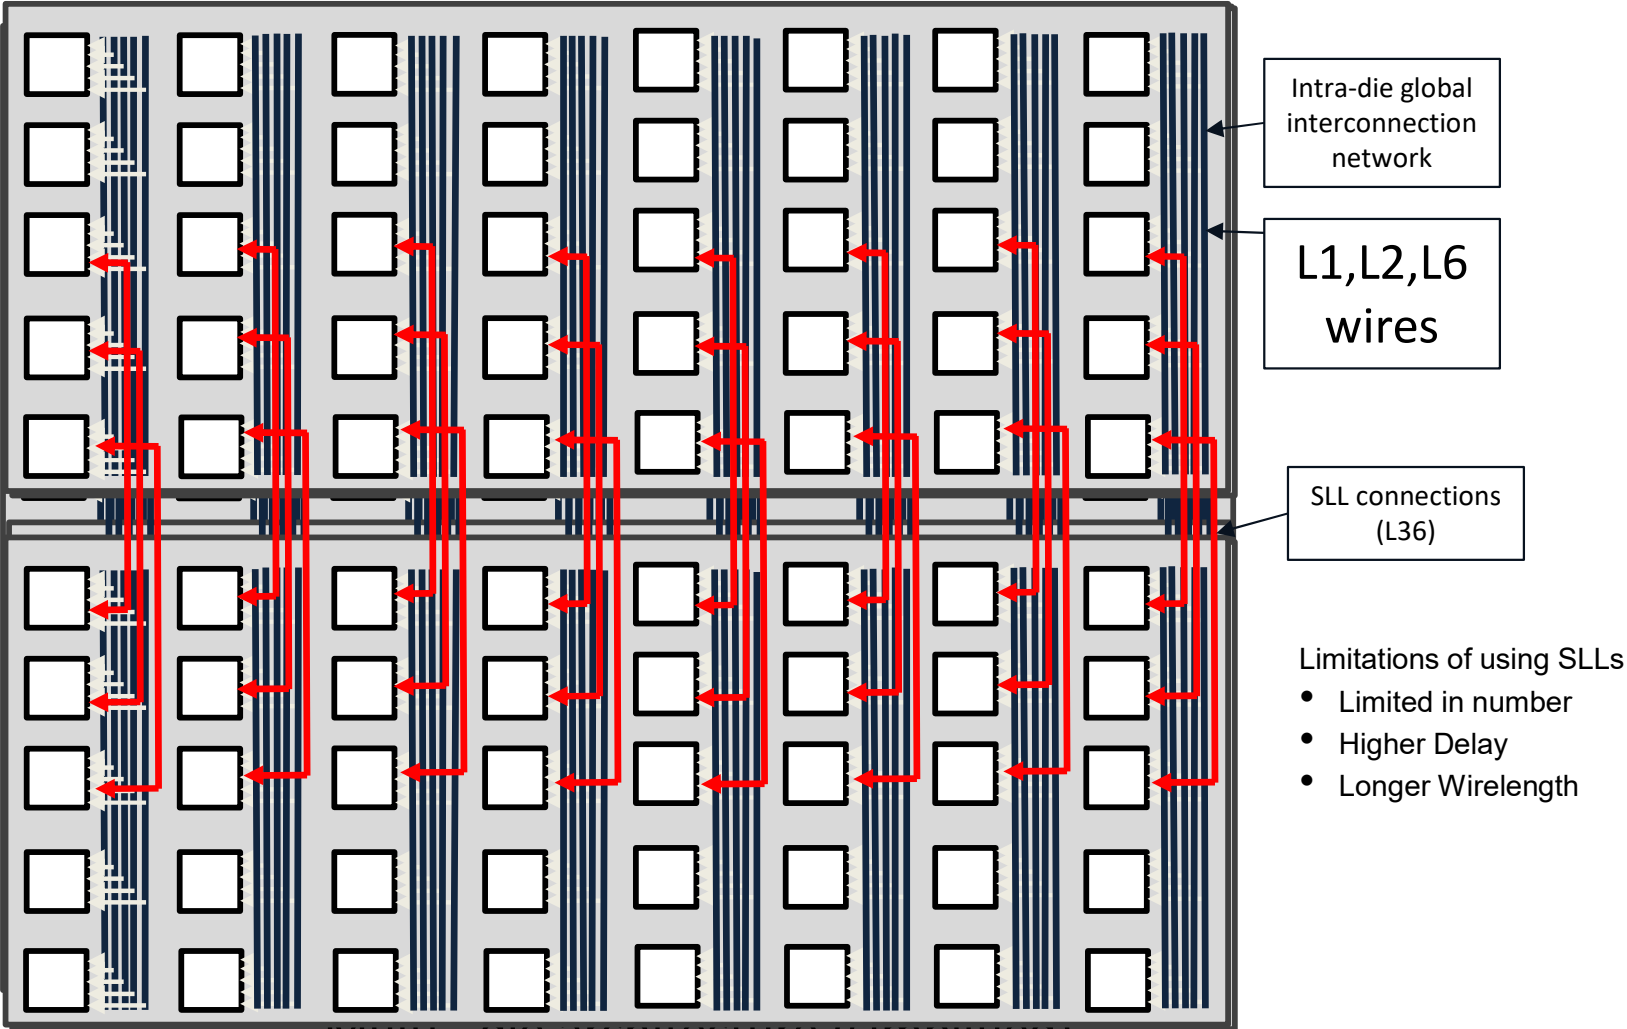 Intra-die global
interconnection
network
L1,L2,L6
wires
SLL connections
(L36)
Limitations of using SLLs
• Limited in number
• Higher Delay
• Longer Wirelength